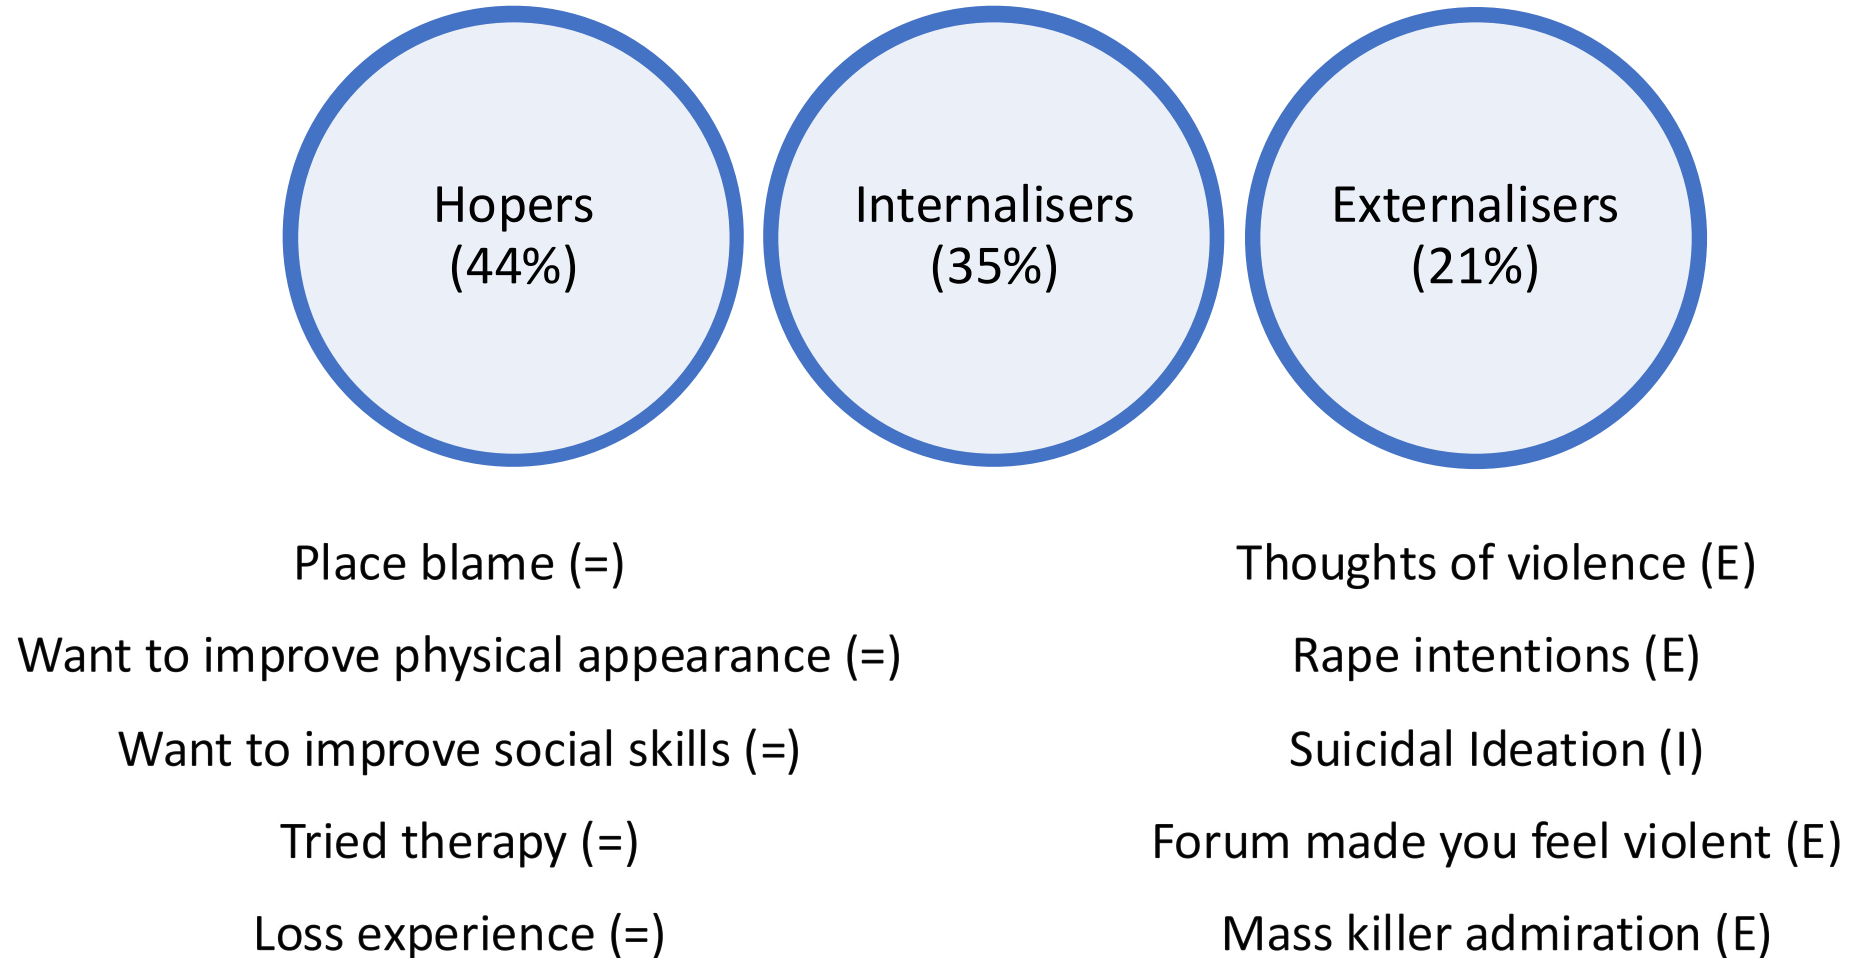 Hopers
(44%)
Internalisers
(35%)
Externalisers
(21%)
Place blame (=)
Want to improve physical appearance (=)
Want to improve social skills (=)
Tried therapy (=)
Loss experience (=)
Thoughts of violence (E)
Rape intentions (E)
Suicidal Ideation (I)
Forum made you feel violent (E)
Mass killer admiration (E)